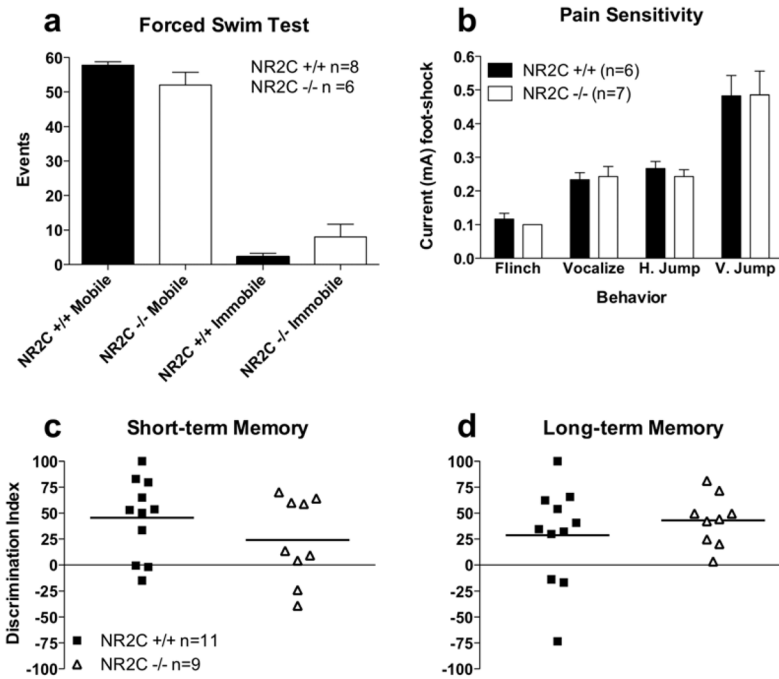 a
Forced Swim Test
NR2C +/+ n=8
NR2C -/- n =6
Events
60
50
40
30
20
10
0
NR2C +/+ Mobile
NR2C -/- Mobile
NR2C +/+ Immobile
NR2C -/- Immobile
b
Pain Sensitivity
NR2C +/+ (n=6)
NR2C -/- (n=7)
Current (mA) foot-shock
0.6
0.5
0.4
0.3
0.2
0.1
0.0
Flinch Vocalize H. Jump V. Jump
Behavior
c
Short-term Memory
Discrimination Index
100
75
50
25
0
-25
-50
-75
-100
NR2C +/+ n=11
NR2C -/- n=9
d
Long-term Memory
100
75
50
25
0
-25
-50
-75
-100